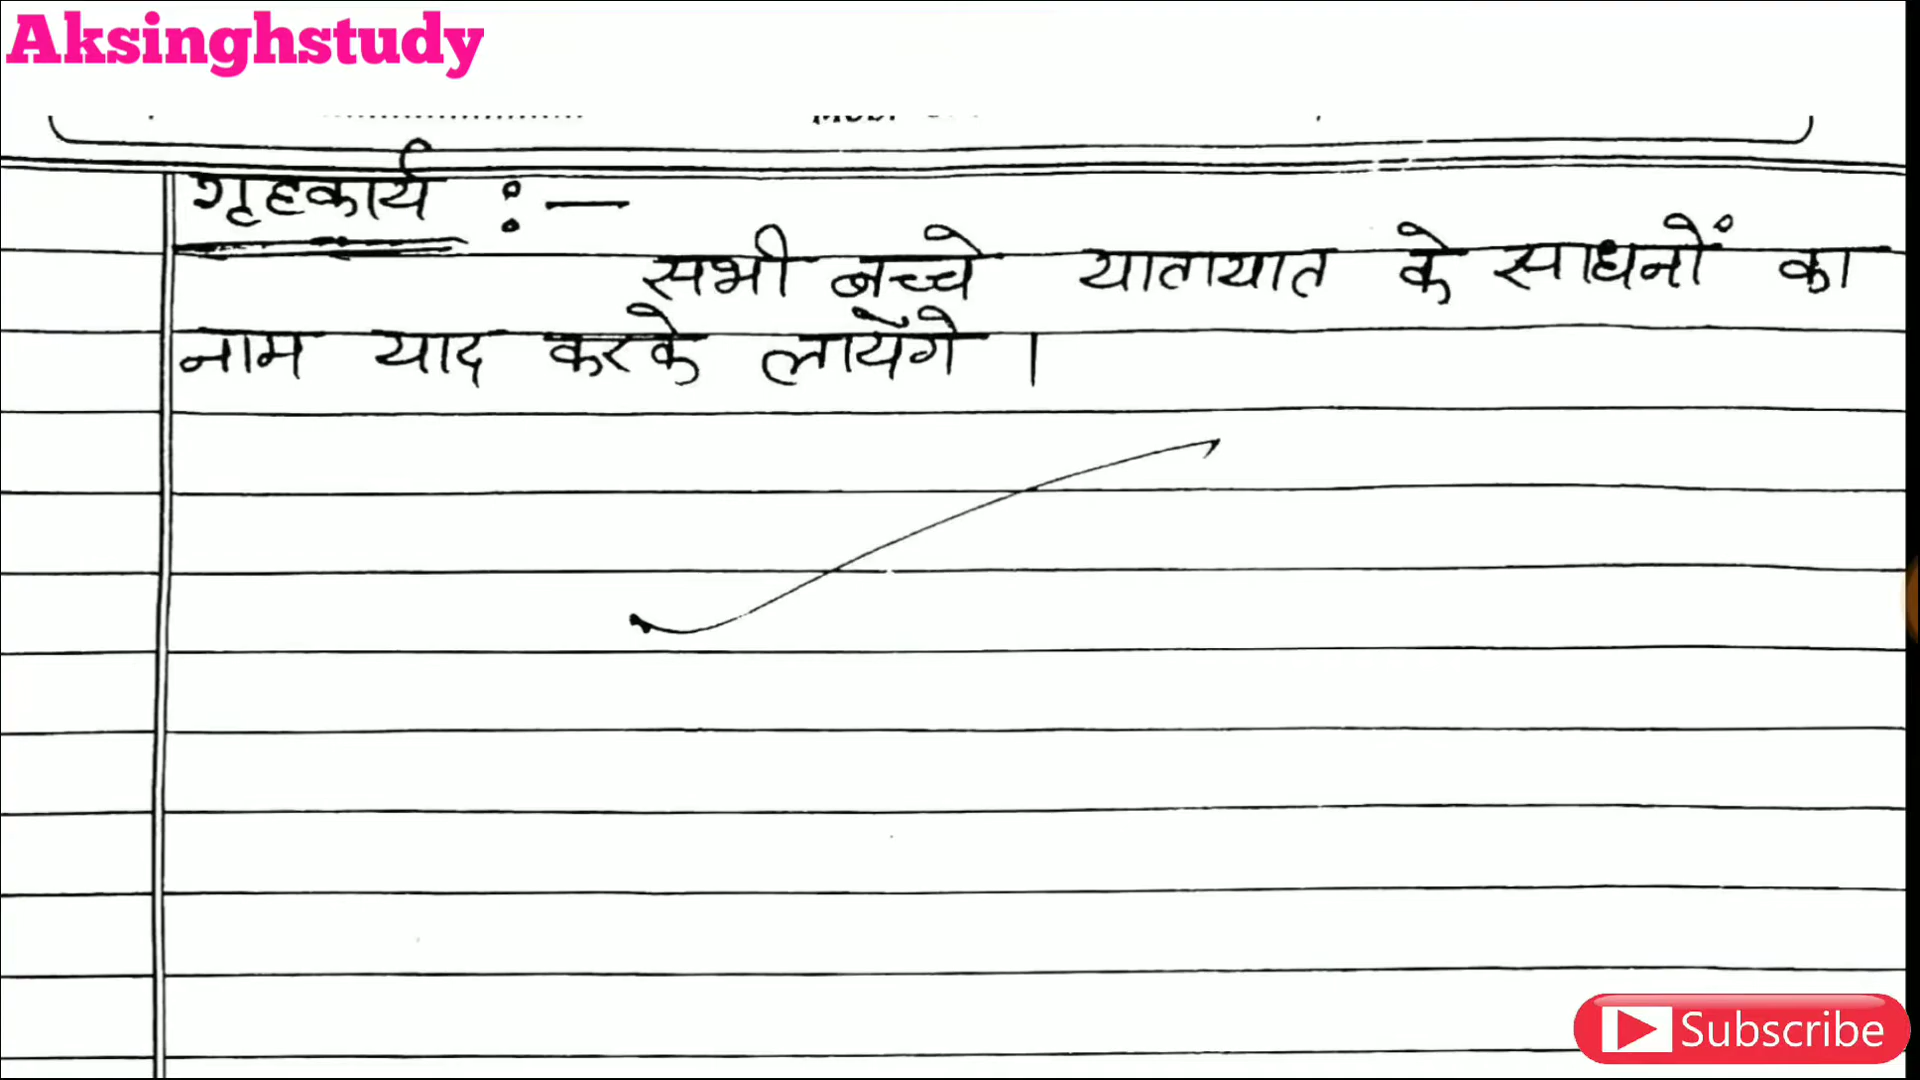 Aksinghstudy
गृहकार्य :—
सभी बच्चे यातायात के साधनों का
नाम याद करके लायेंगे ।
Subscribe